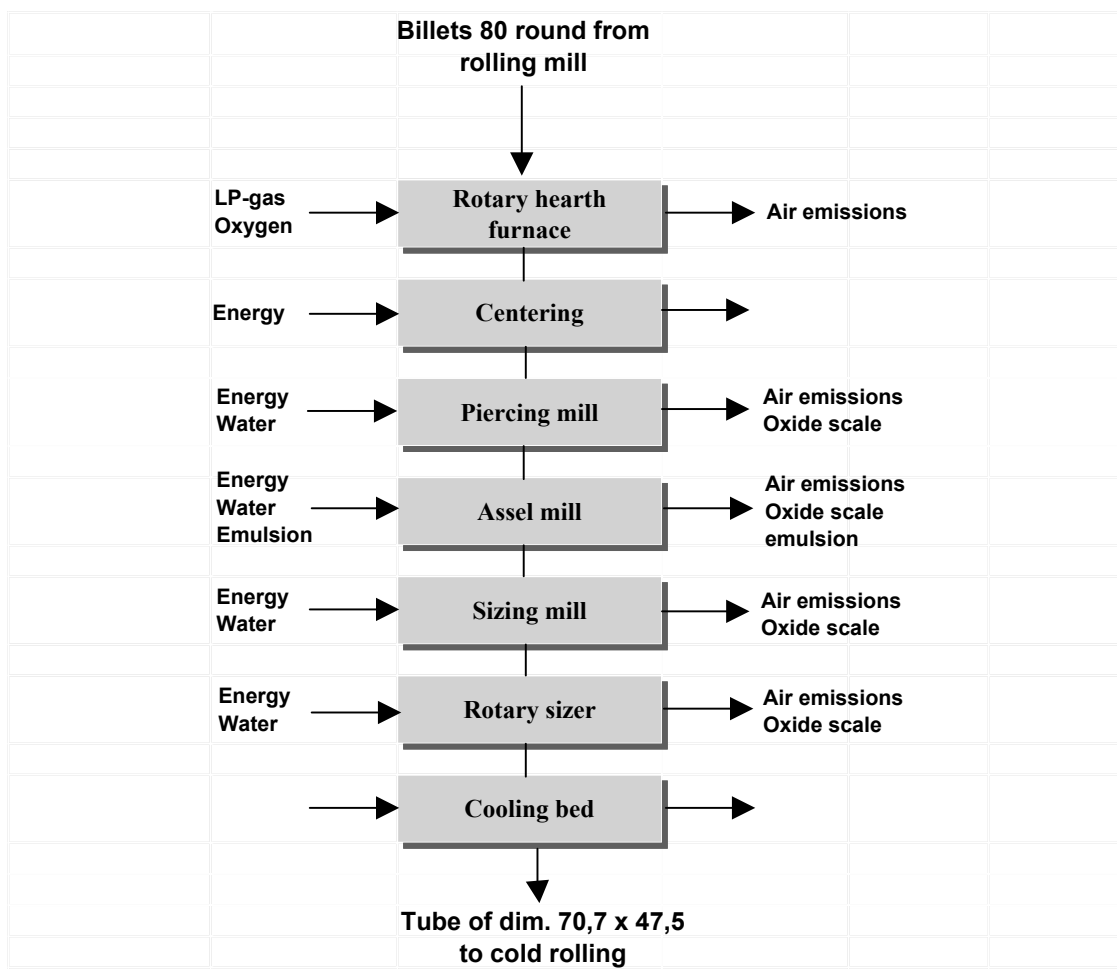 Billets 80 round from
rolling mill
LP-gas
Oxygen
Rotary hearth
furnace
Air emissions
Energy
Centering
Energy
Water
Piercing mill
Air emissions
Oxide scale
Energy
Water
Emulsion
Assel mill
Air emissions
Oxide scale
emulsion
Energy
Water
Sizing mill
Air emissions
Oxide scale
Energy
Water
Rotary sizer
Air emissions
Oxide scale
Cooling bed
Tube of dim. 70,7 x 47,5
to cold rolling